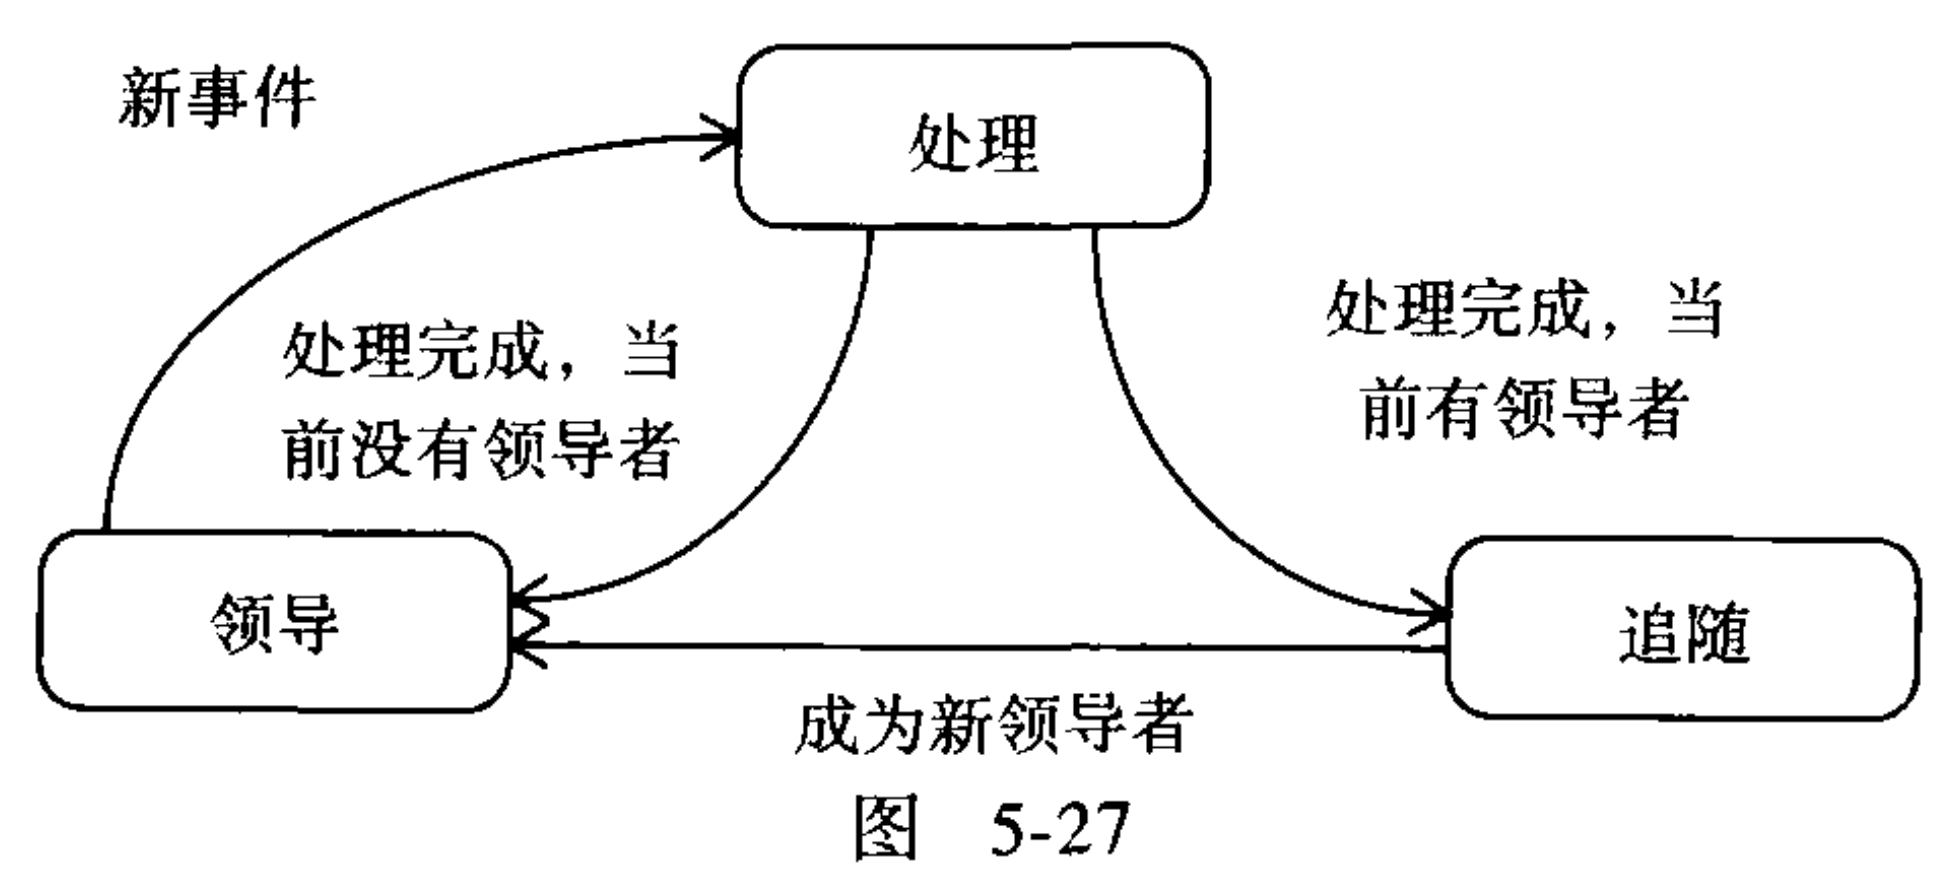 新事件
处理
处理完成，当
前没有领导者
处理完成，当
前有领导者
领导
追随
成为新领导者
图 5-27